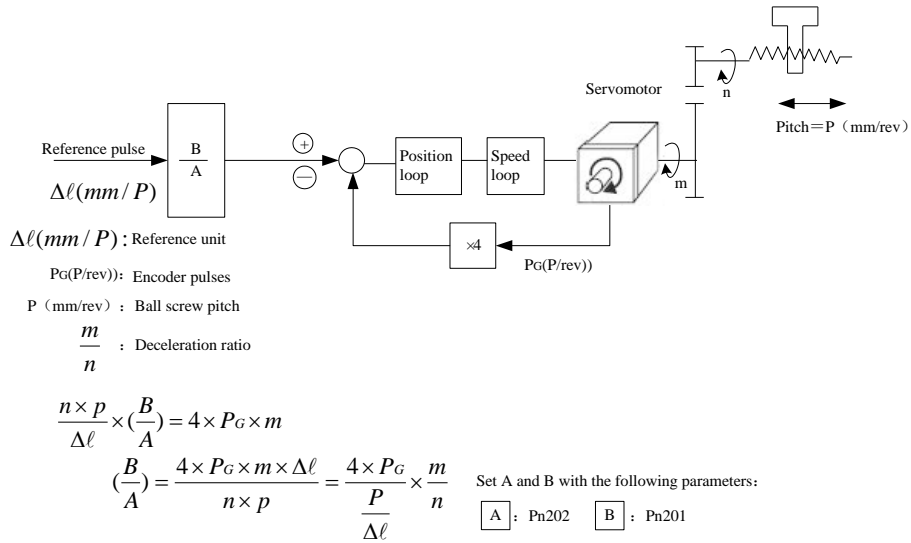 Servomotor
n
Pitch＝P（mm/rev）
Reference pulse
B
A
+
—
Position
loop
Speed
loop
m
Δℓ(mm/P)
×4
PG(P/rev))
Δℓ(mm/P)：Reference unit
PG(P/rev))：Encoder pulses
P（mm/rev）：Ball screw pitch
m/n ：Deceleration ratio
(n×p)/Δℓ × (B/A) = 4×PG×m
(B/A) = (4×PG×m×Δℓ)/(n×p) = (4×PG)/(P/Δℓ) × m/n
Set A and B with the following parameters：
A ：Pn202 B ：Pn201